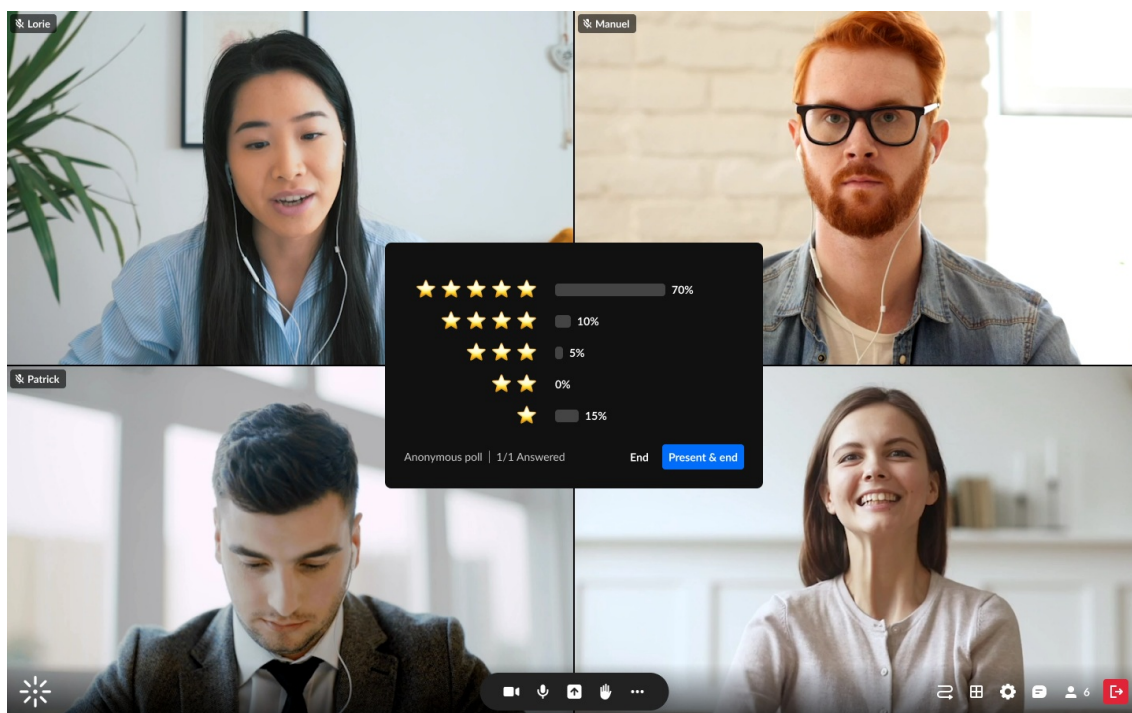 Lorie
Manuel
70%
10%
5%
0%
15%
Anonymous poll | 1/1 Answered
End
Present & end
Patrick
6